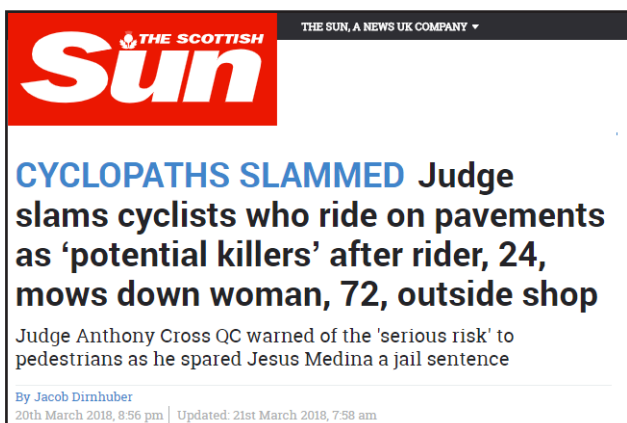 THE SCOTTISH
Sun
THE SUN, A NEWS UK COMPANY
CYCLOPATHS SLAMMED Judge
slams cyclists who ride on pavements
as ‘potential killers’ after rider, 24,
mows down woman, 72, outside shop
Judge Anthony Cross QC warned of the 'serious risk' to
pedestrians as he spared Jesus Medina a jail sentence
By Jacob Dirnhuber
20th March 2018, 8:56 pm | Updated: 21st March 2018, 7:58 am